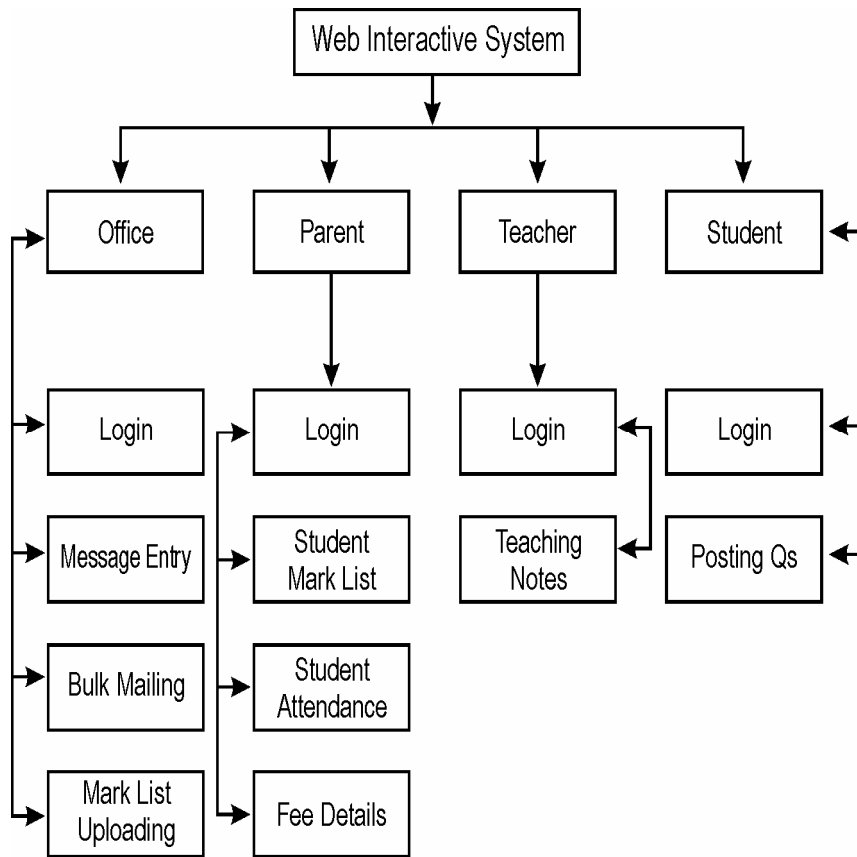 Web Interactive System
Office
Parent
Teacher
Student
Login
Login
Login
Login
Message Entry
Student
Mark List
Teaching
Notes
Posting Qs
Bulk Mailing
Student
Attendance
Mark List
Uploading
Fee Details